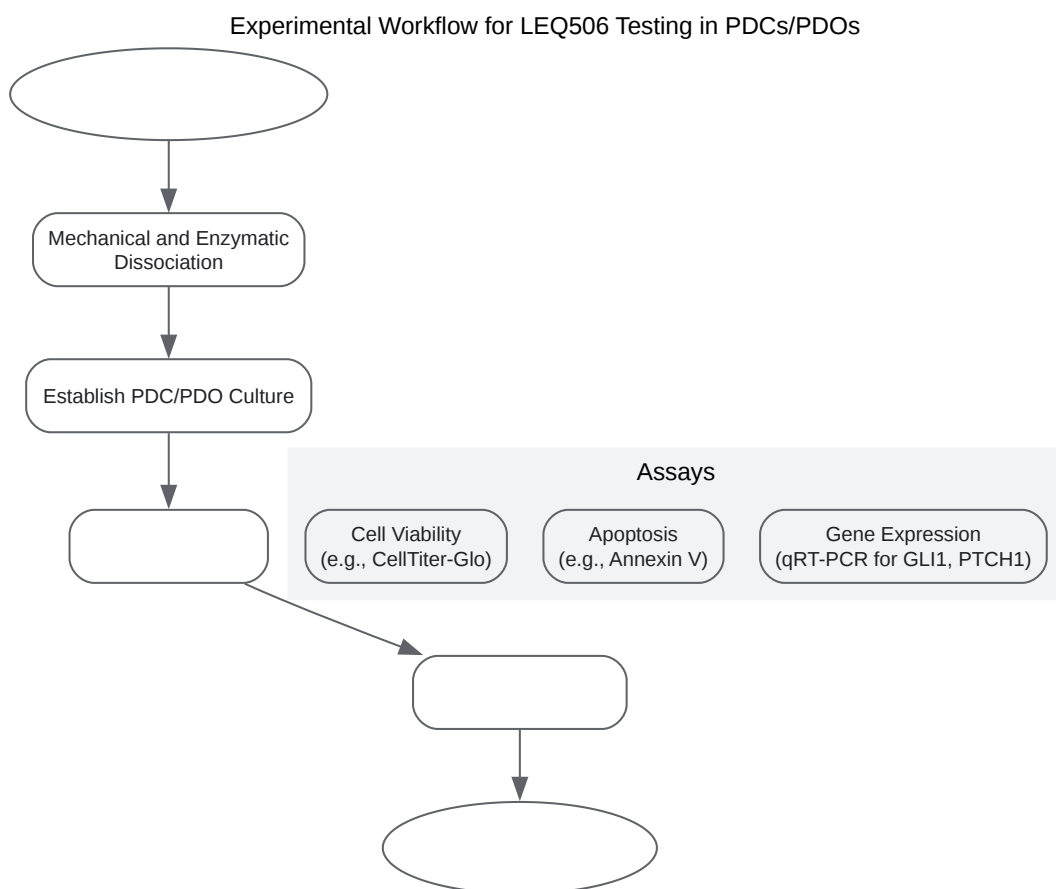 Experimental Workflow for LEQ506 Testing in PDCs/PDOs
Mechanical and Enzymatic
Dissociation
Establish PDC/PDO Culture
Assays
Cell Viability
(e.g., CellTiter-Glo)
Apoptosis
(e.g., Annexin V)
Gene Expression
(qRT-PCR for GLI1, PTCH1)